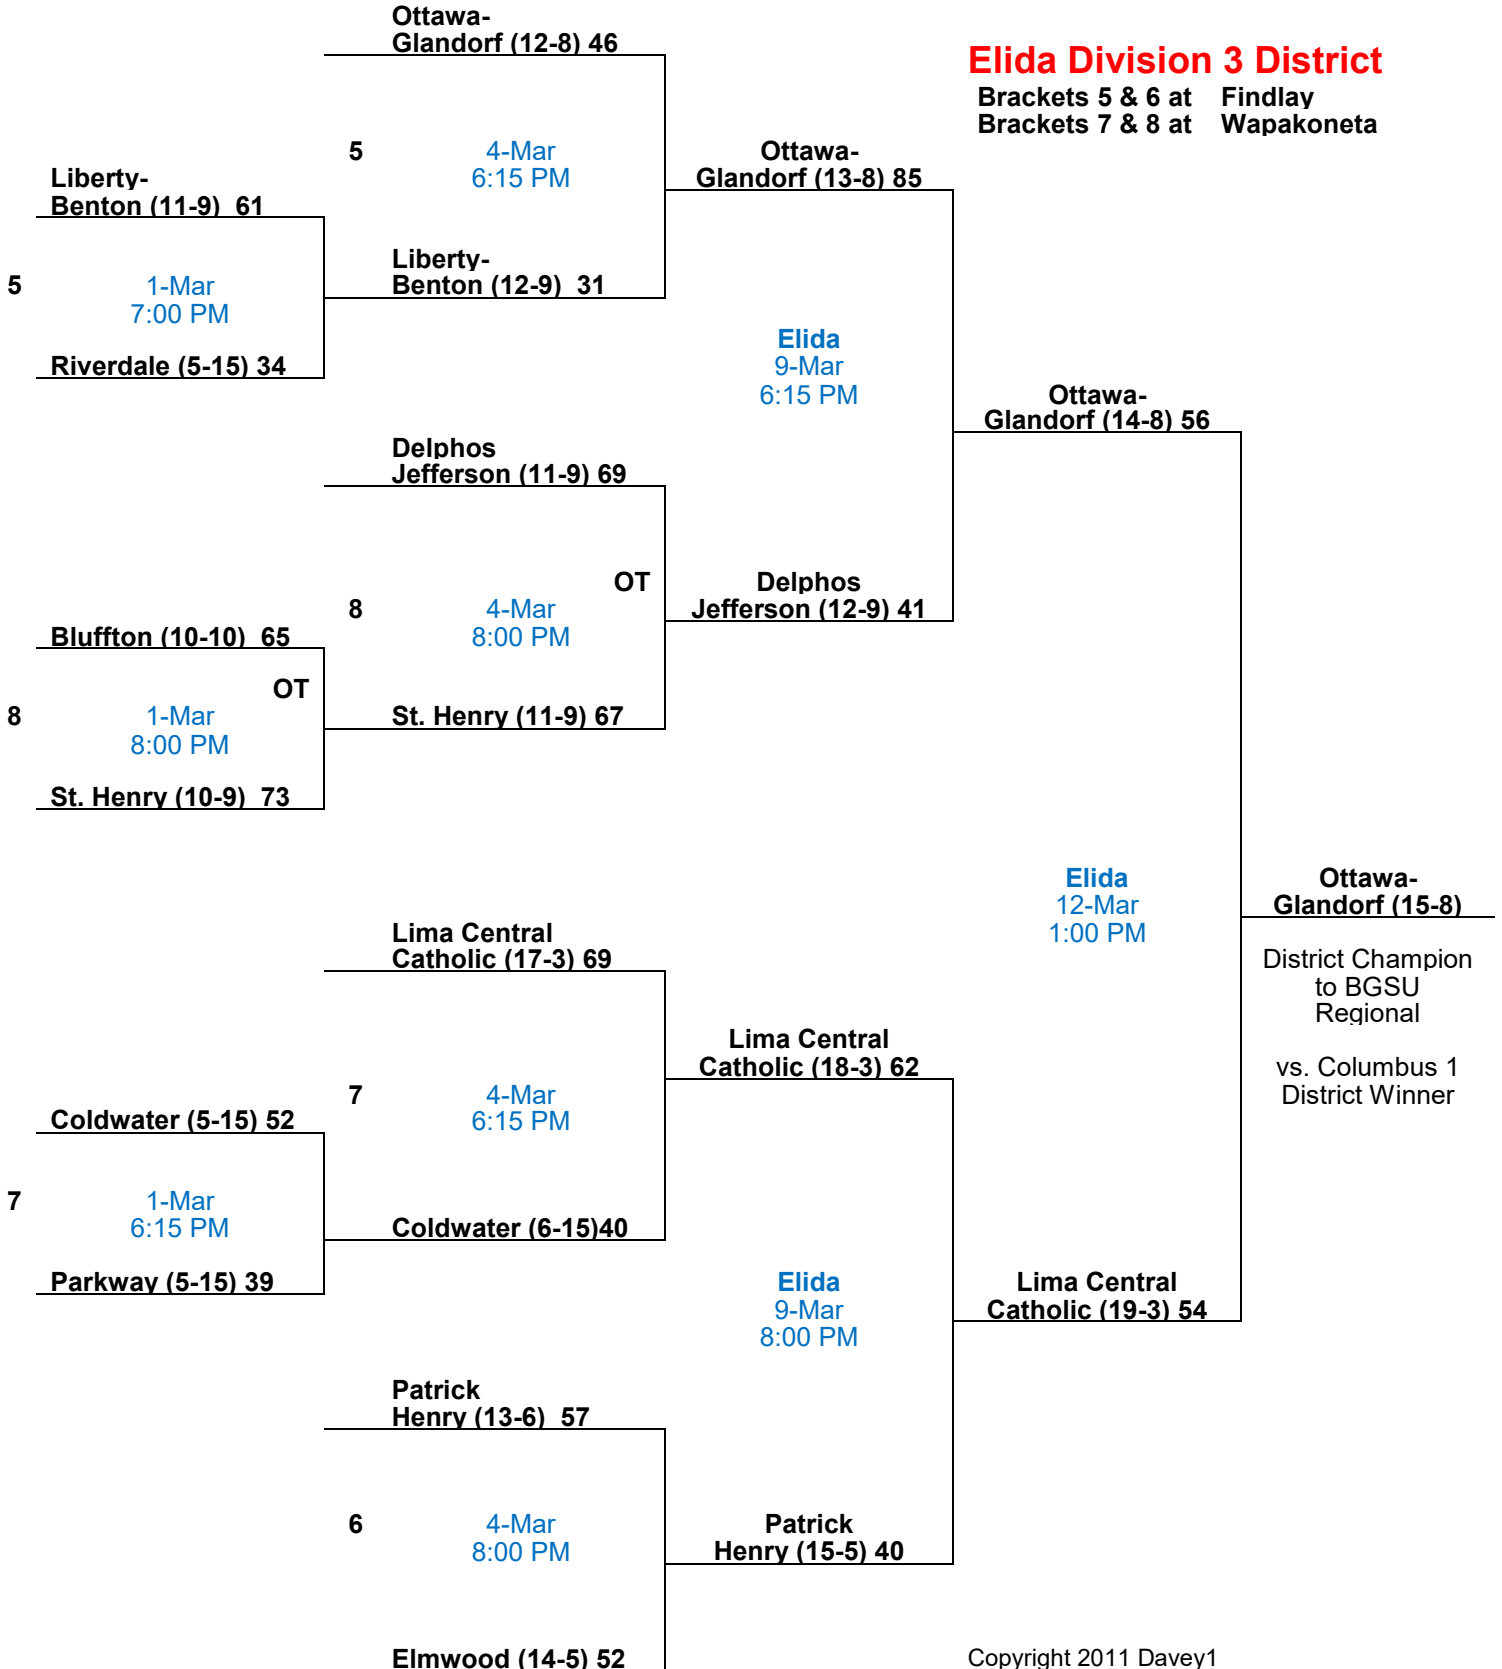 Ottawa-
Glandorf (12-8) 46
Elida Division 3 District
Brackets 5 & 6 at Findlay
Brackets 7 & 8 at Wapakoneta
5
4-Mar
6:15 PM
Ottawa-
Glandorf (13-8) 85
Liberty-
Benton (11-9) 61
Liberty-
Benton (12-9) 31
5
1-Mar
7:00 PM
Riverdale (5-15) 34
Elida
9-Mar
6:15 PM
Ottawa-
Glandorf (14-8) 56
Delphos
Jefferson (11-9) 69
OT
8
4-Mar
8:00 PM
Delphos
Jefferson (12-9) 41
Bluffton (10-10) 65
OT
8
1-Mar
8:00 PM
St. Henry (11-9) 67
St. Henry (10-9) 73
Elida
12-Mar
1:00 PM
Ottawa-
Glandorf (15-8)
District Champion
to BGSU
Regional
vs. Columbus 1
District Winner
Lima Central
Catholic (17-3) 69
Lima Central
Catholic (18-3) 62
7
4-Mar
6:15 PM
Coldwater (5-15) 52
7
1-Mar
6:15 PM
Coldwater (6-15)40
Parkway (5-15) 39
Elida
9-Mar
8:00 PM
Lima Central
Catholic (19-3) 54
Patrick
Henry (13-6) 57
6
4-Mar
8:00 PM
Patrick
Henry (15-5) 40
Elmwood (14-5) 52
Copyright 2011 Davey1